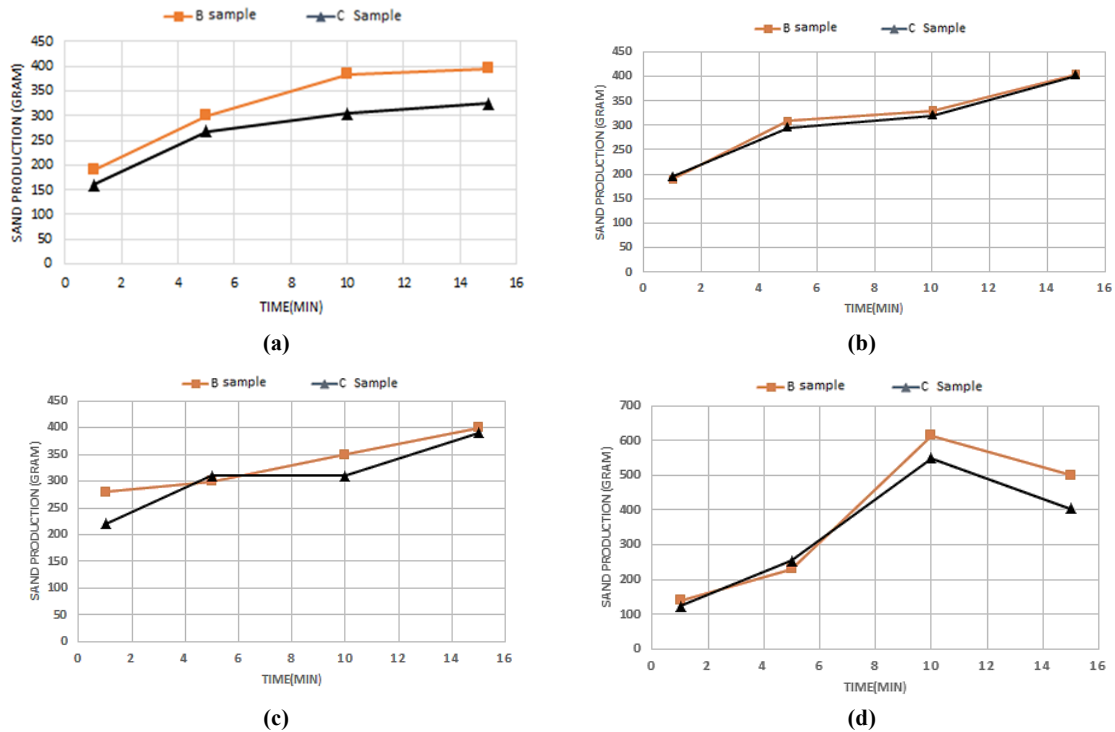 B sample C Sample
SAND PRODUCTION (GRAM)
450
400
350
300
250
200
150
100
50
0
0 2 4 6 8 10 12 14 16
TIME(MIN)
(a)
B sample C Sample
SAND PRODUCTION (GRAM)
450
400
350
300
250
200
150
100
50
0
0 2 4 6 8 10 12 14 16
TIME(MIN)
(b)
B sample C Sample
SAND PRODUCTION (GRAM)
450
400
350
300
250
200
150
100
50
0
0 2 4 6 8 10 12 14 16
TIME(MIN)
(c)
B sample C Sample
SAND PRODUCTION (GRAM)
700
600
500
400
300
200
100
0
0 2 4 6 8 10 12 14 16
TIME(MIN)
(d)